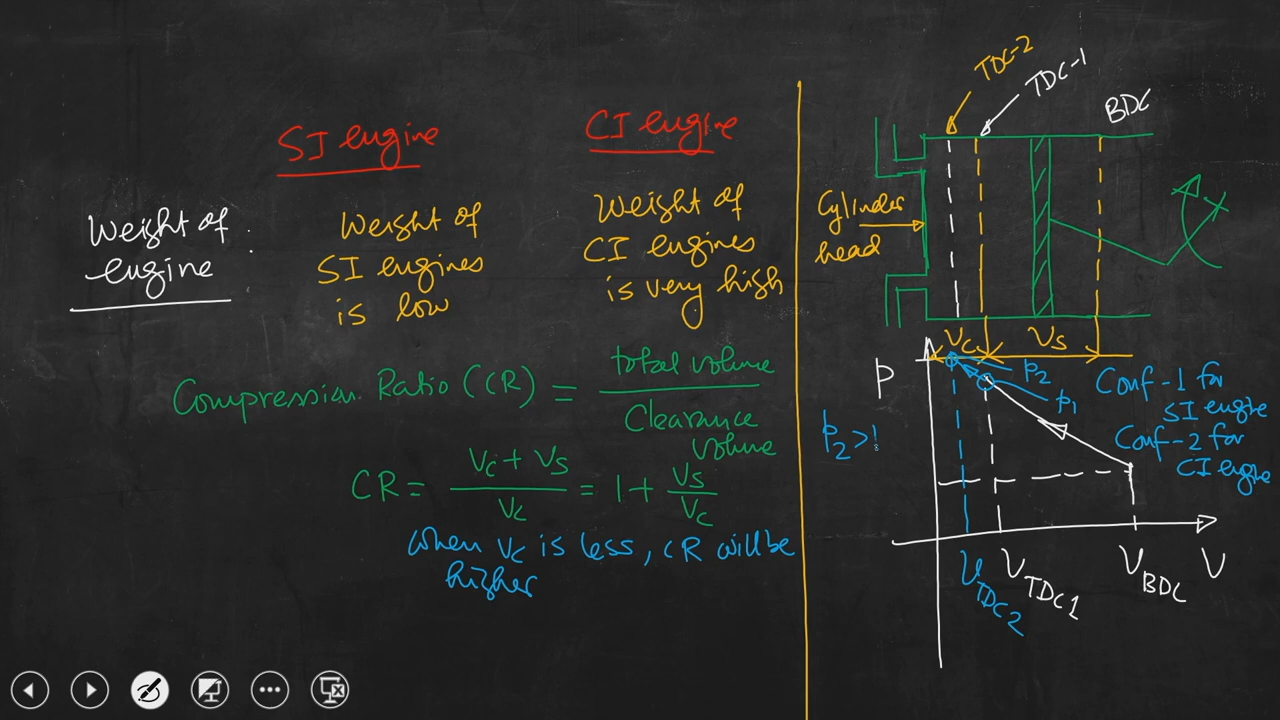 SI engine
CI engine
Weight of
engine :
Weight of
SI engines
is low
Weight of
CI engines
is very high
Compression Ratio (CR) = total volume
Clearance
volume
CR = Vc + Vs
Vc
= 1 + Vs
Vc
When Vc is less, CR will be
higher
TDC-2
TDC-1
BDC
Cylinder
head
Vc
Vs
P
P2
P1
P2 >
Conf-1 for
SI engine
Conf-2 for
CI engine
VTDC2
VTDC1
VBDC
V